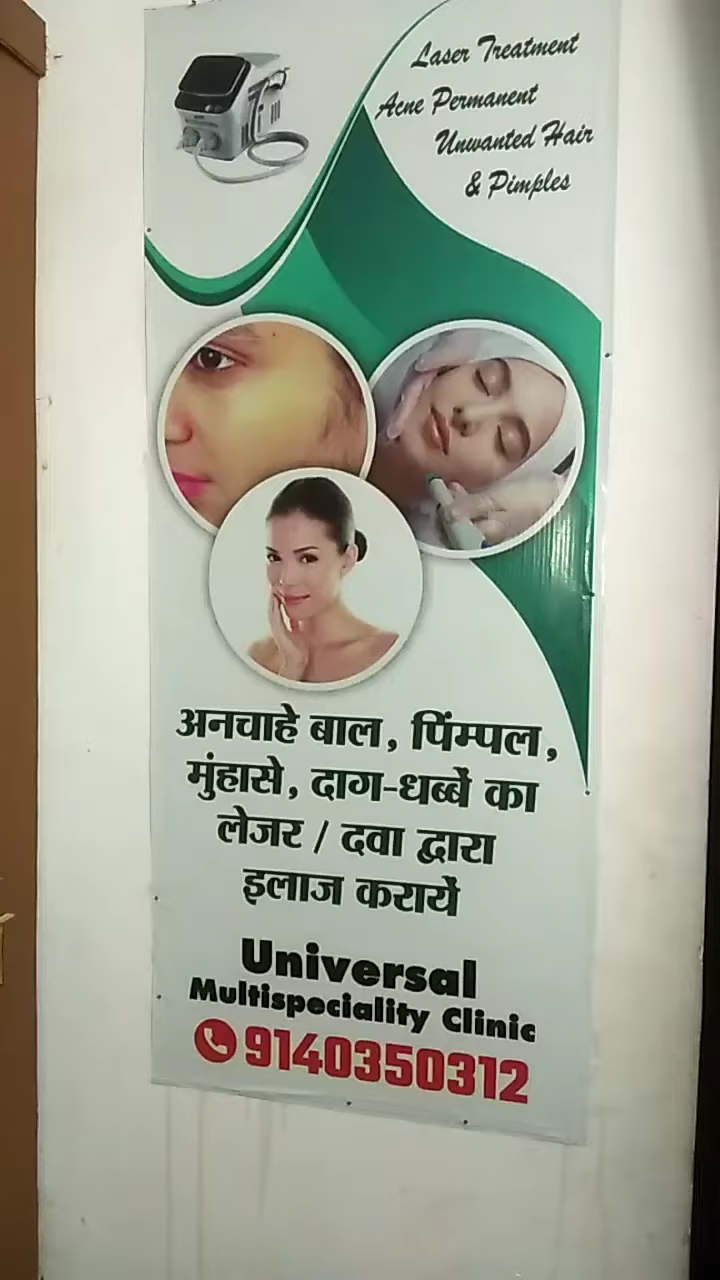 Laser Treatment
Acne Permanent
Unwanted Hair
& Pimples
अनचाहे बाल, पिंम्पल,
मुंहासे, दाग-धब्बें का
लेजर / दवा द्वारा
इलाज करायें
Universal
Multispeciality Clinic
9140350312